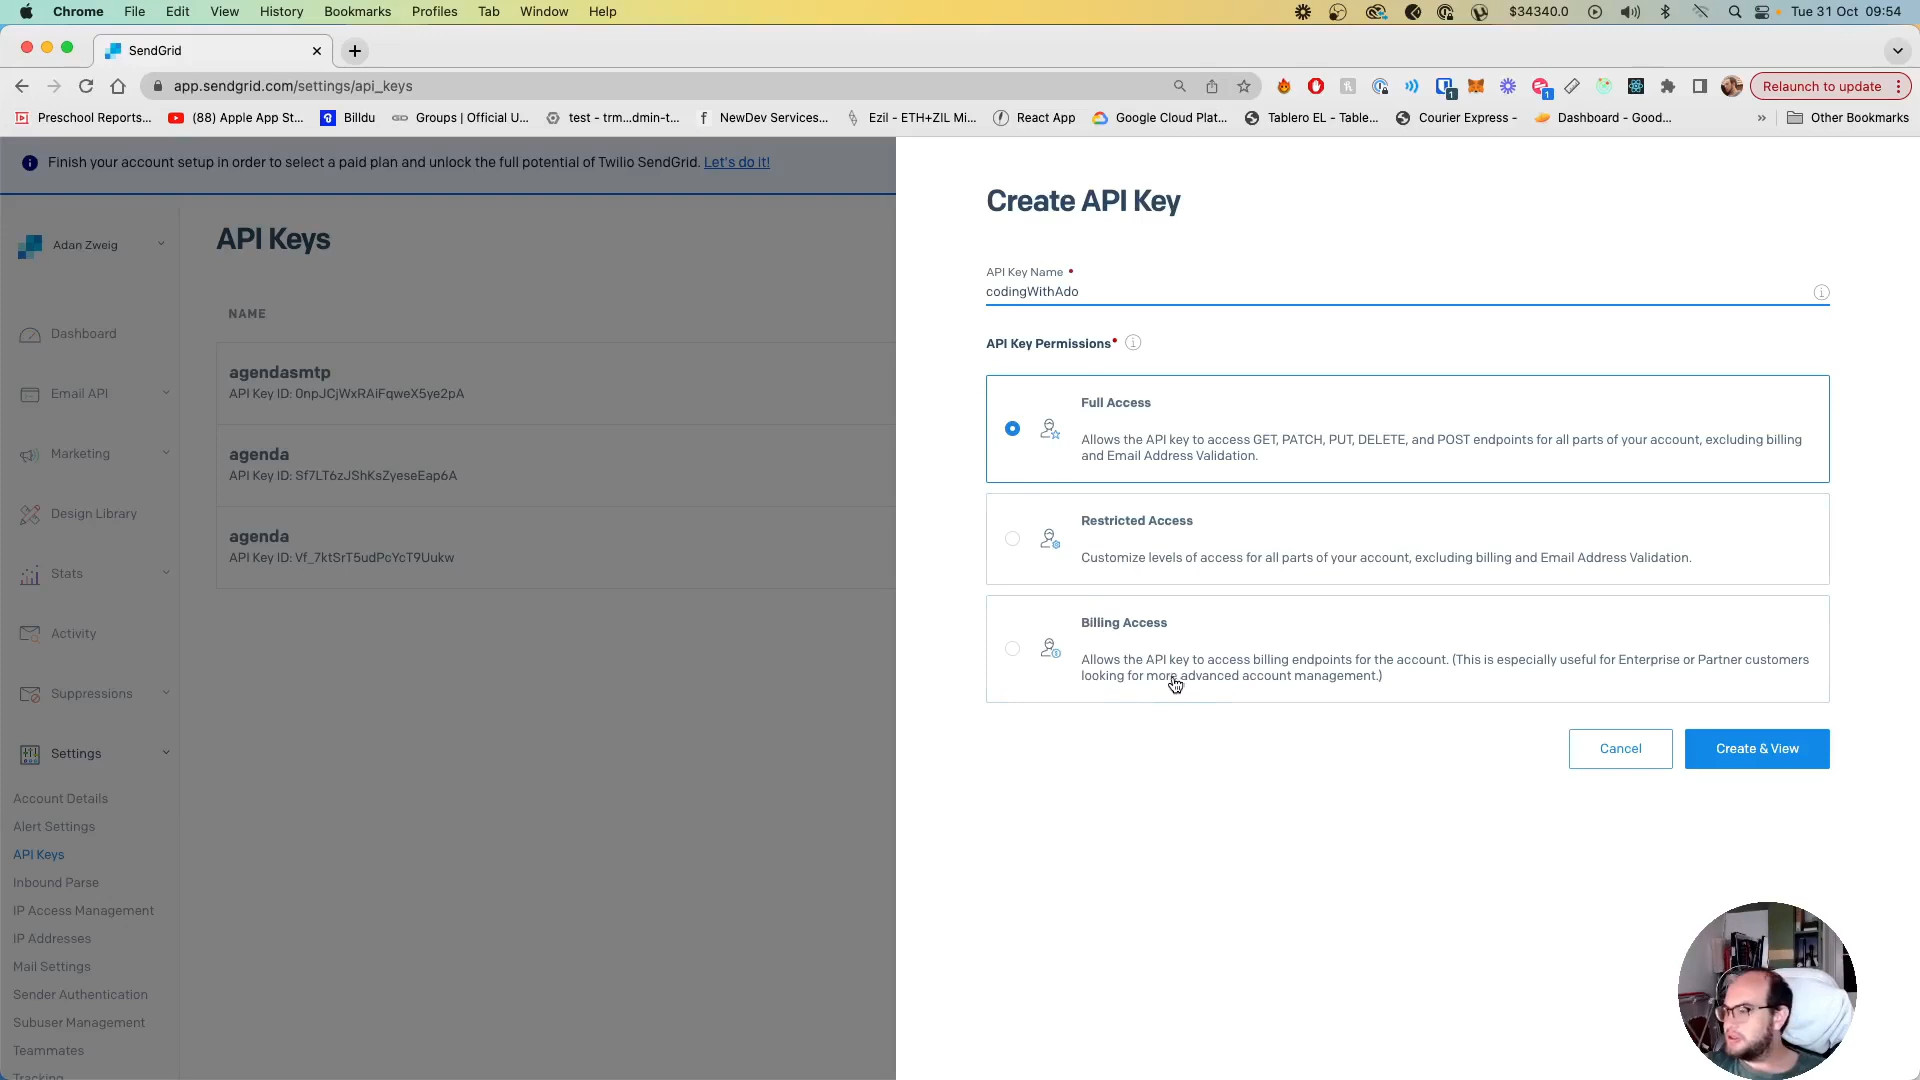 Chrome File Edit View History Bookmarks Profiles Tab Window Help $34340.0 Tue 31 Oct 09:54
SendGrid
app.sendgrid.com/settings/api_keys
1 1 Relaunch to update
Preschool Reports... (88) Apple App St... Billdu Groups | Official U... test - trm...dmin-t... NewDev Services... Ezil - ETH+ZIL Mi... React App Google Cloud Plat... Tablero EL - Table... Courier Express - Dashboard - Good... » Other Bookmarks
Finish your account setup in order to select a paid plan and unlock the full potential of Twilio SendGrid. Let's do it!
Adan Zweig
Dashboard
Email API
Marketing
Design Library
Stats
Activity
Suppressions
Settings
Account Details
Alert Settings
API Keys
Inbound Parse
IP Access Management
IP Addresses
Mail Settings
Sender Authentication
Subuser Management
Teammates
Tracking
API Keys
NAME
agendasmtp
API Key ID: 0npJCjWxRAiFqweX5ye2pA
agenda
API Key ID: Sf7LT6zJShKsZyeseEap6A
agenda
API Key ID: Vf_7ktSrT5udPcYcT9Uukw
Create API Key
API Key Name •
codingWithAdo
API Key Permissions•
Full Access
Allows the API key to access GET, PATCH, PUT, DELETE, and POST endpoints for all parts of your account, excluding billing
and Email Address Validation.
Restricted Access
Customize levels of access for all parts of your account, excluding billing and Email Address Validation.
Billing Access
Allows the API key to access billing endpoints for the account. (This is especially useful for Enterprise or Partner customers
looking for more advanced account management.)
Cancel
Create & View